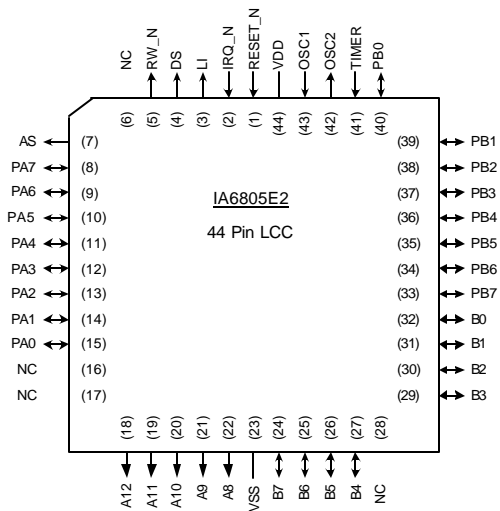 NC RW_N DS LI IRQ_N RESET_N VDD OSC1 OSC2 TIMER PB0
(6) (5) (4) (3) (2) (1) (44) (43) (42) (41) (40)
AS (7) (39) PB1
PA7 (8) (38) PB2
PA6 (9) IA6805E2 (37) PB3
PA5 (10) 44 Pin LCC (36) PB4
PA4 (11) (35) PB5
PA3 (12) (34) PB6
PA2 (13) (33) PB7
PA1 (14) (32) B0
PA0 (15) (31) B1
NC (16) (30) B2
NC (17) (29) B3
(18) (19) (20) (21) (22) (23) (24) (25) (26) (27) (28)
A12 A11 A10 A9 A8 VSS B7 B6 B5 B4 NC